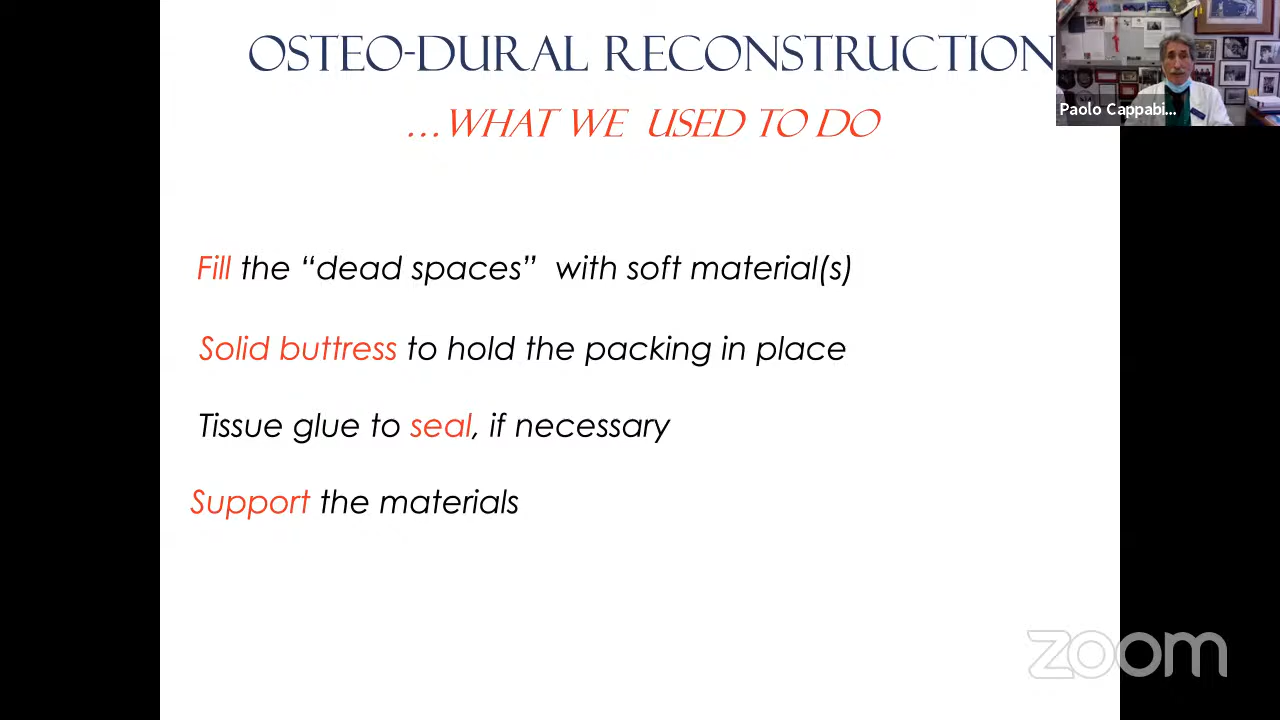 OSTEO-DURAL RECONSTRUCTION
...WHAT WE USED TO DO
Paolo Cappabi...
Fill the “dead spaces” with soft material(s)
Solid buttress to hold the packing in place
Tissue glue to seal, if necessary
Support the materials
zoom